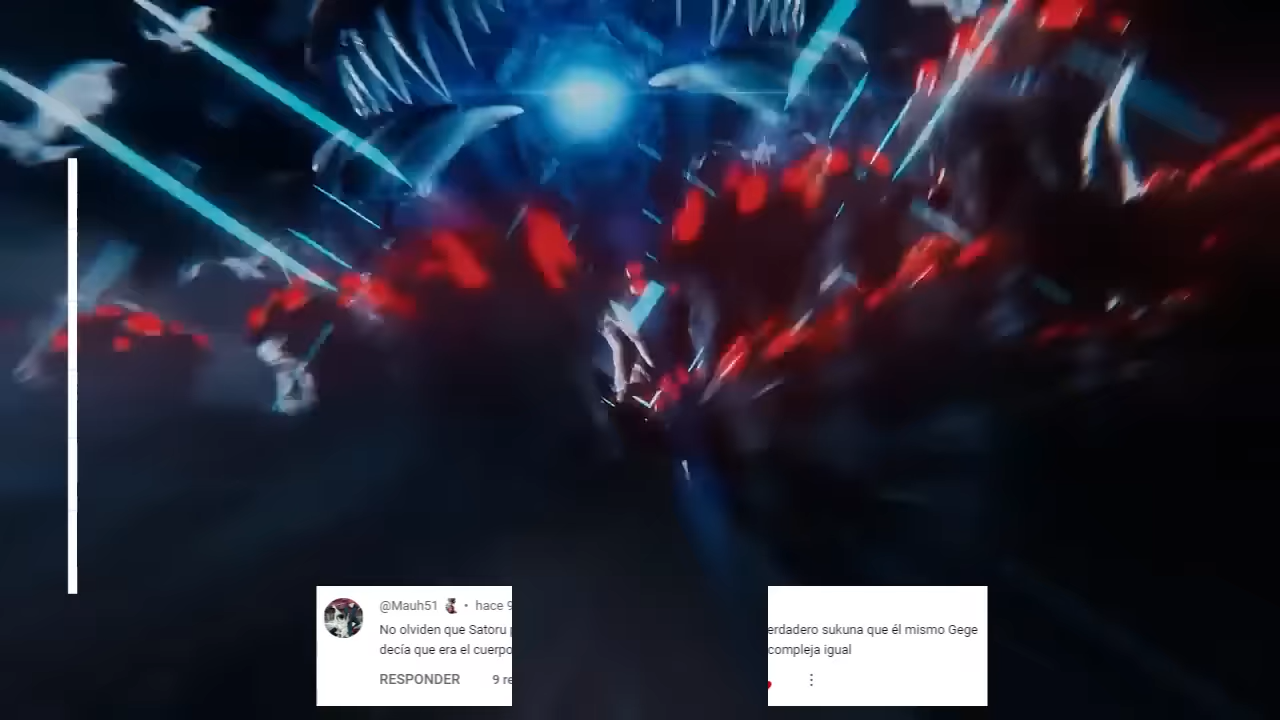 @Mauh51 • hace 9
No olviden que Satoru
decía que era el cuerpo
RESPONDER 9 re
erdadero sukuna que él mismo Gege
compleja igual